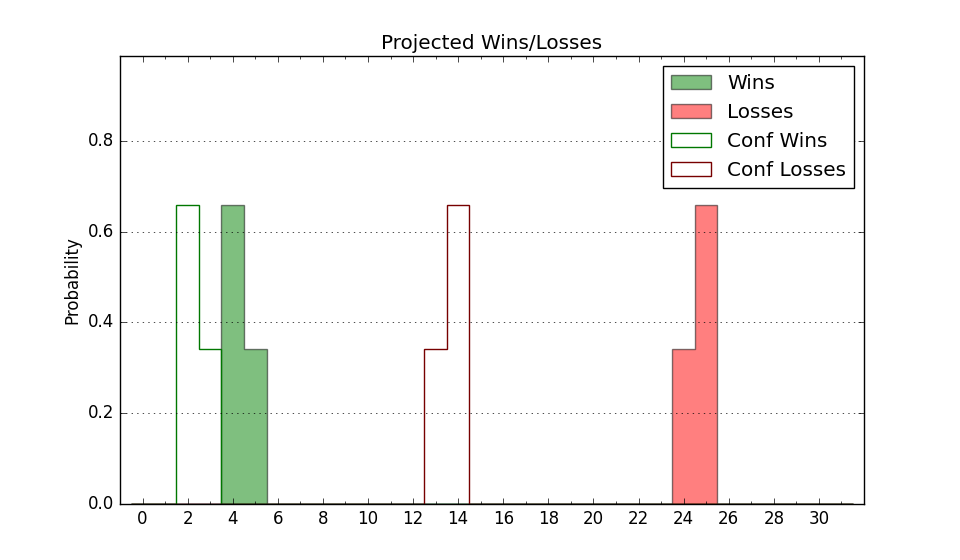 Projected Wins/Losses
Wins
Losses
Conf Wins
Conf Losses
Probability
0.8
0.6
0.4
0.2
0.0
0 2 4 6 8 10 12 14 16 18 20 22 24 26 28 30